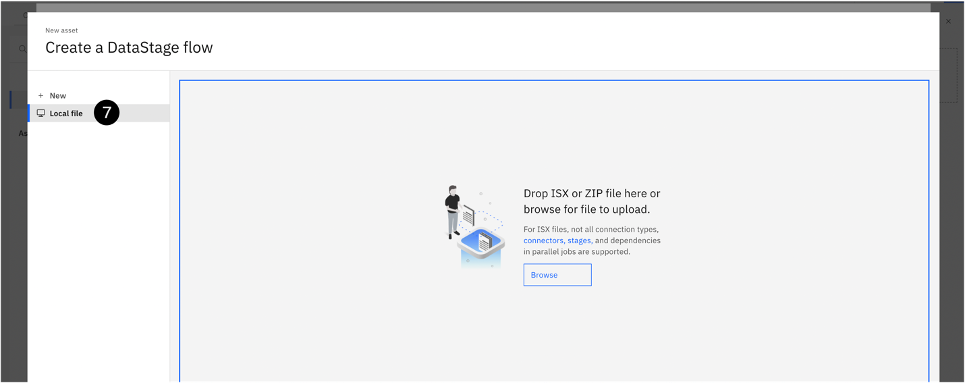 New asset
Create a DataStage flow
+ New
Local file
7
As
Drop ISX or ZIP file here or
browse for file to upload.
For ISX files, not all connection types,
connectors, stages, and dependencies
in parallel jobs are supported.
Browse